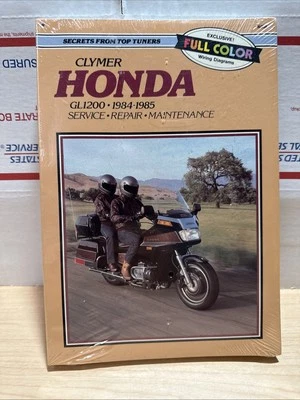 SECRETS FROM TOP TUNERS
EXCLUSIVE!
FULL COLOR
Wiring Diagrams
CLYMER
HONDA
GL1200 • 1984-1985
SERVICE • REPAIR • MAINTENANCE